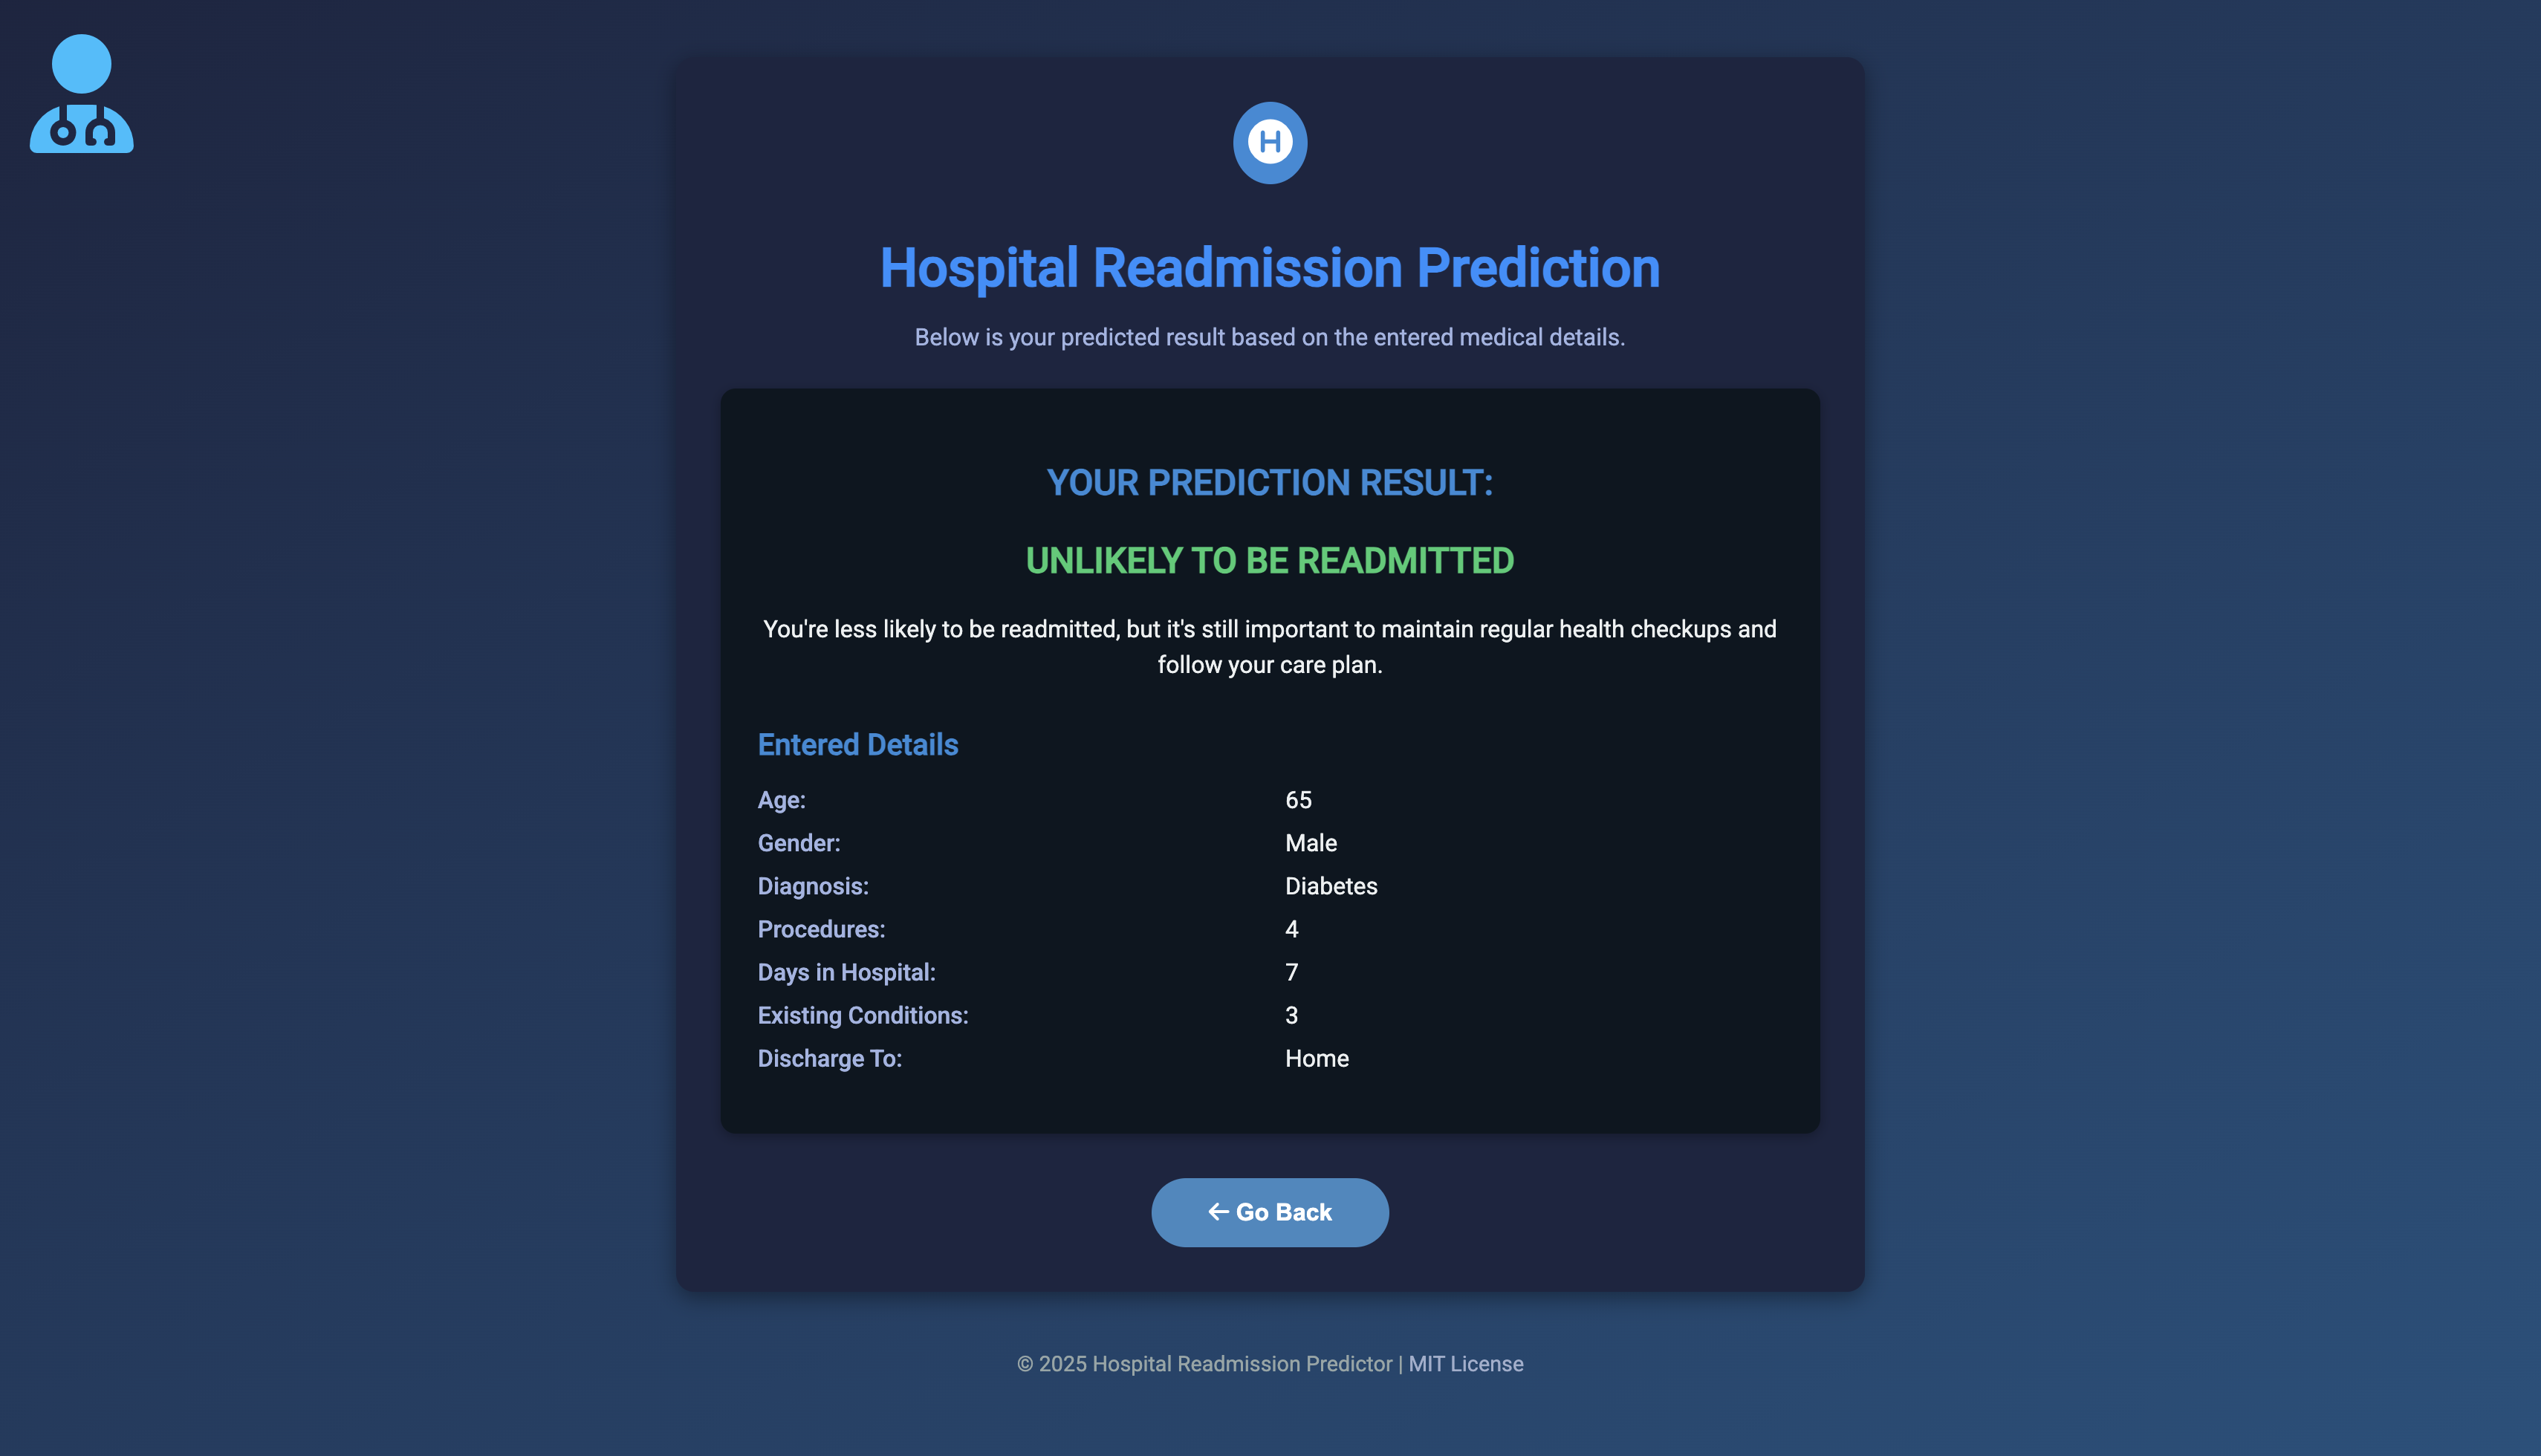 H
Hospital Readmission Prediction
Below is your predicted result based on the entered medical details.
YOUR PREDICTION RESULT:
UNLIKELY TO BE READMITTED
You're less likely to be readmitted, but it's still important to maintain regular health checkups and
follow your care plan.
Entered Details
Age: 65
Gender: Male
Diagnosis: Diabetes
Procedures: 4
Days in Hospital: 7
Existing Conditions: 3
Discharge To: Home
← Go Back
© 2025 Hospital Readmission Predictor | MIT License